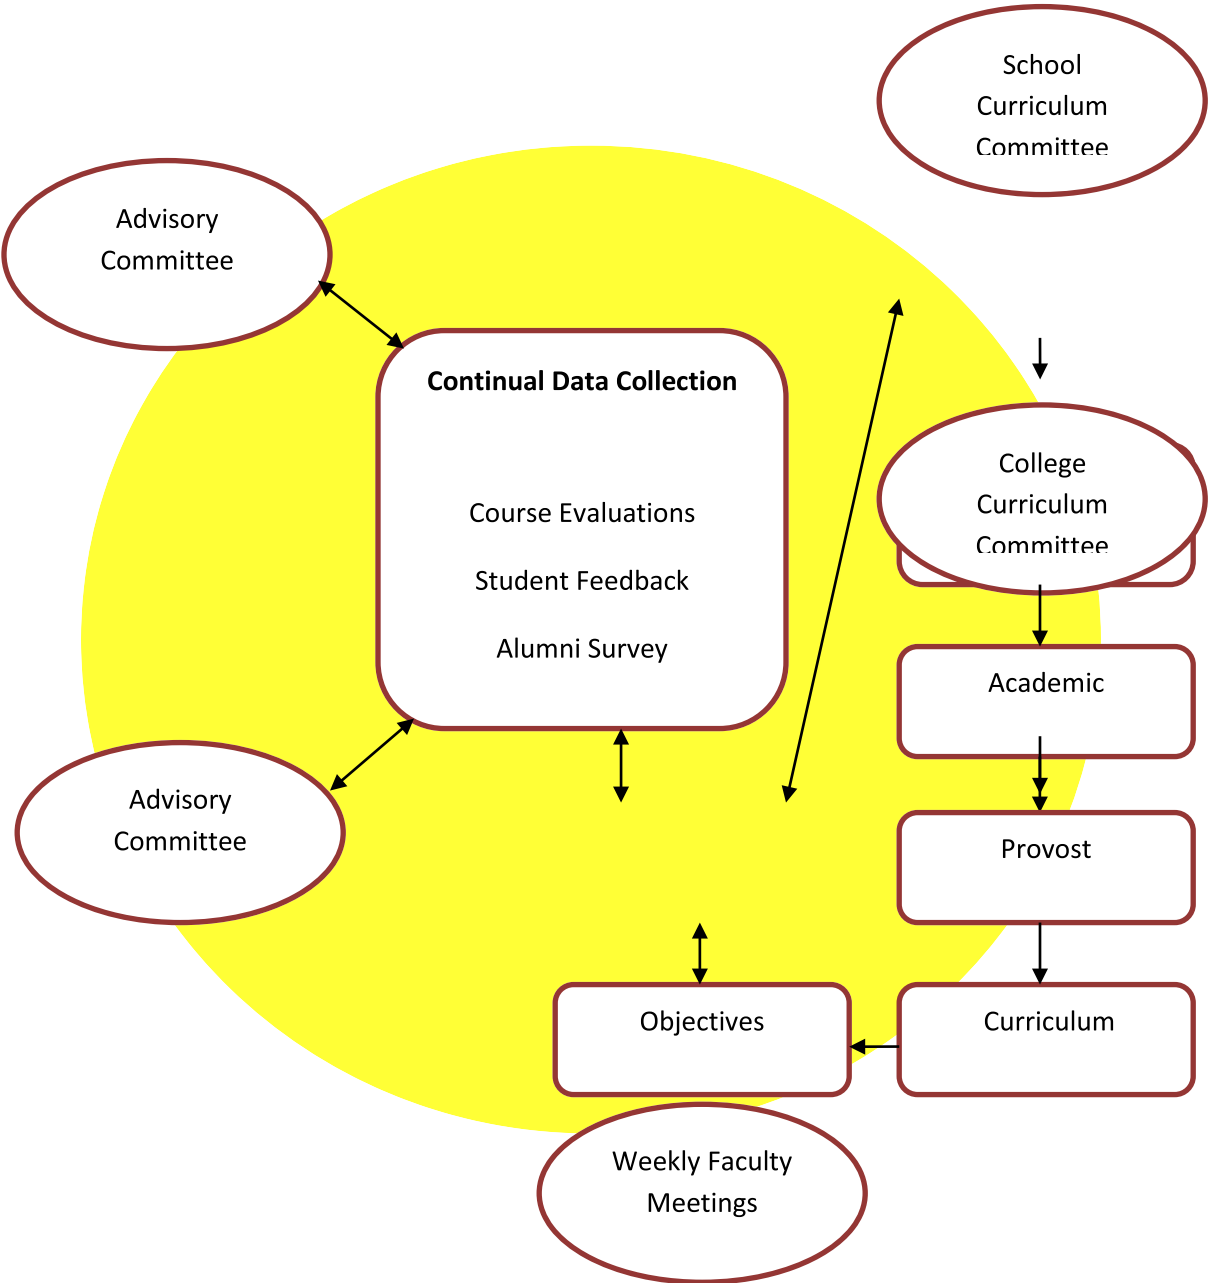 School
Curriculum
Committee
Advisory
Committee
Continual Data Collection
Course Evaluations
Student Feedback
Alumni Survey
College
Curriculum
Committee
Academic
Advisory
Committee
Provost
Objectives
Curriculum
Weekly Faculty
Meetings